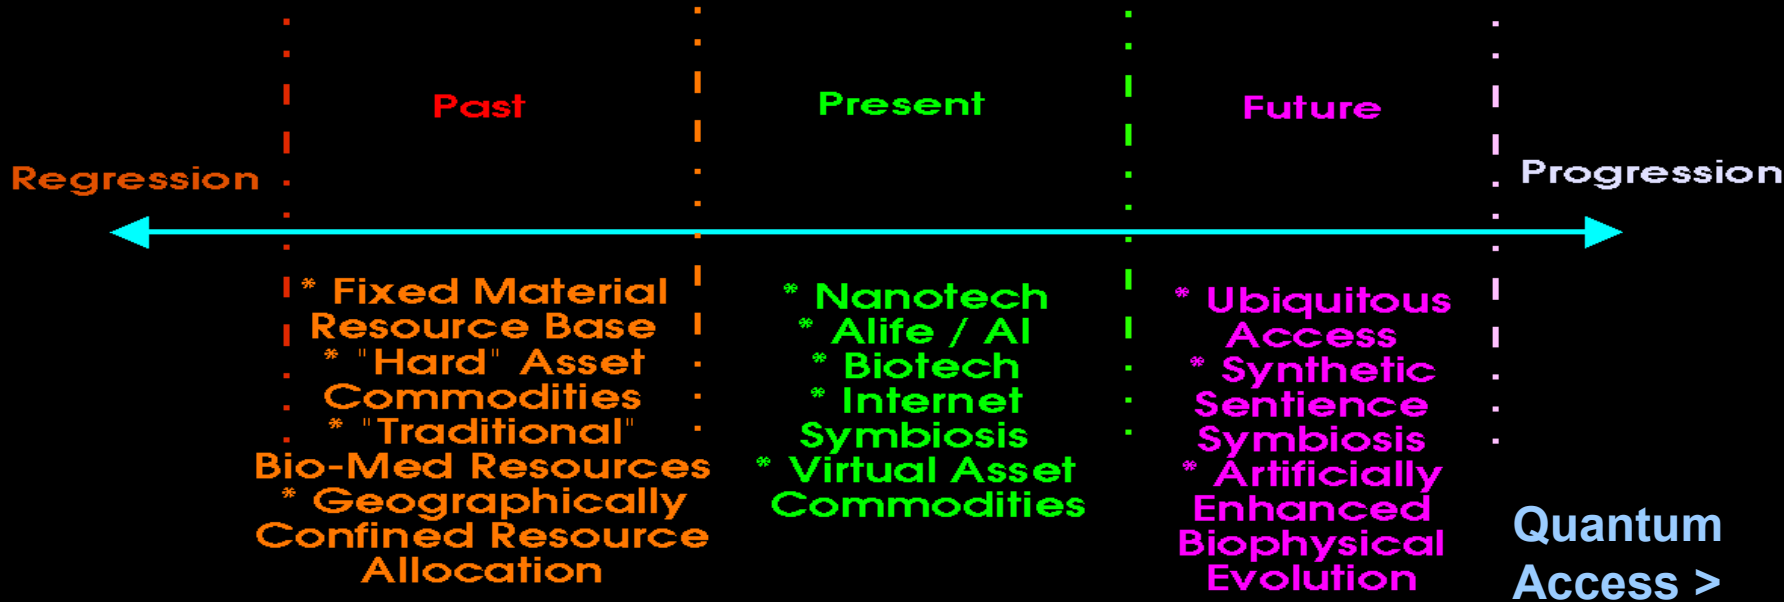 Past
Present
Future
Regression
Progression
* Fixed Material
Resource Base
* "Hard" Asset
Commodities
* "Traditional"
Bio-Med Resources
* Geographically
Confined Resource
Allocation
* Nanotech
* Alife / AI
* Biotech
* Internet
Symbiosis
* Virtual Asset
Commodities
* Ubiquitous
Access
* Synthetic
Sentience
Symbiosis
* Artificially
Enhanced
Biophysical
Evolution
Quantum
Access >